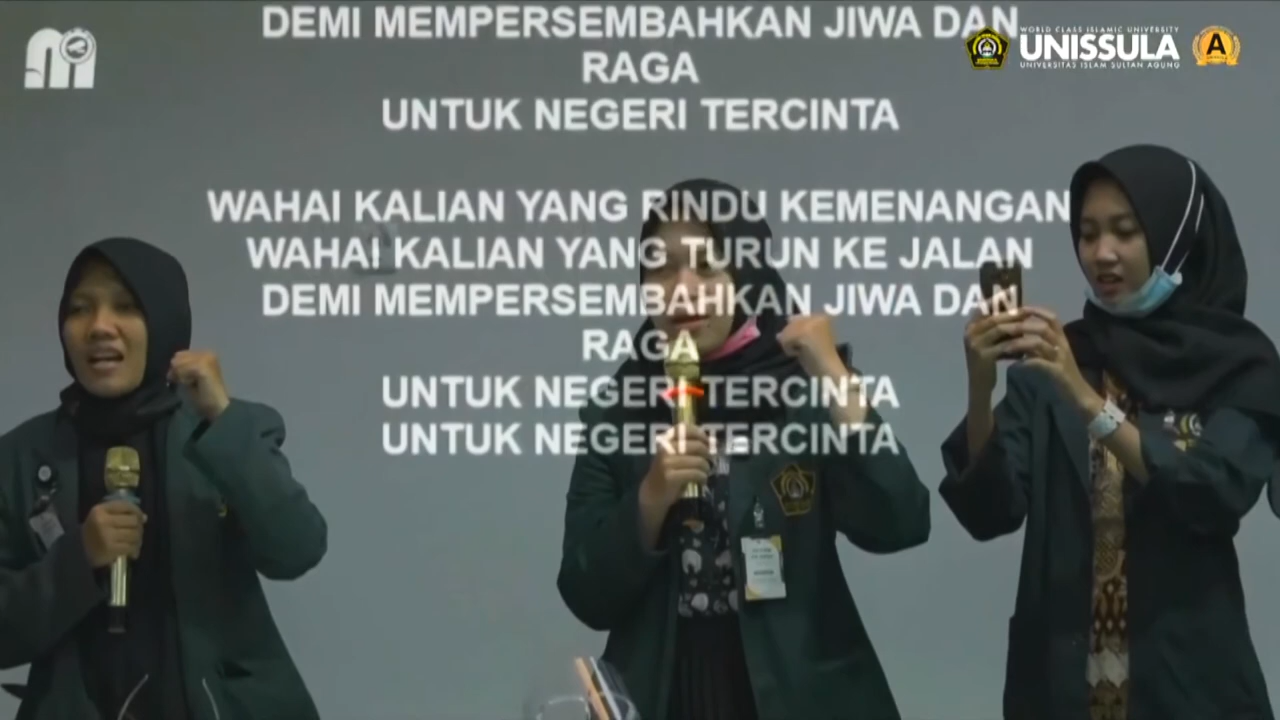 DEMI MEMPERSEMBAHKAN JIWA DAN
RAGA
UNTUK NEGERI TERCINTA
WORLD CLASS ISLAMIC UNIVERSITY
UNISSULA
UNIVERSITAS ISLAM SULTAN AGUNG
A
WAHAI KALIAN YANG RINDU KEMENANGAN
WAHAI KALIAN YANG TURUN KE JALAN
DEMI MEMPERSEMBAHKAN JIWA DAN
RAGA
UNTUK NEGERI TERCINTA
UNTUK NEGERI TERCINTA